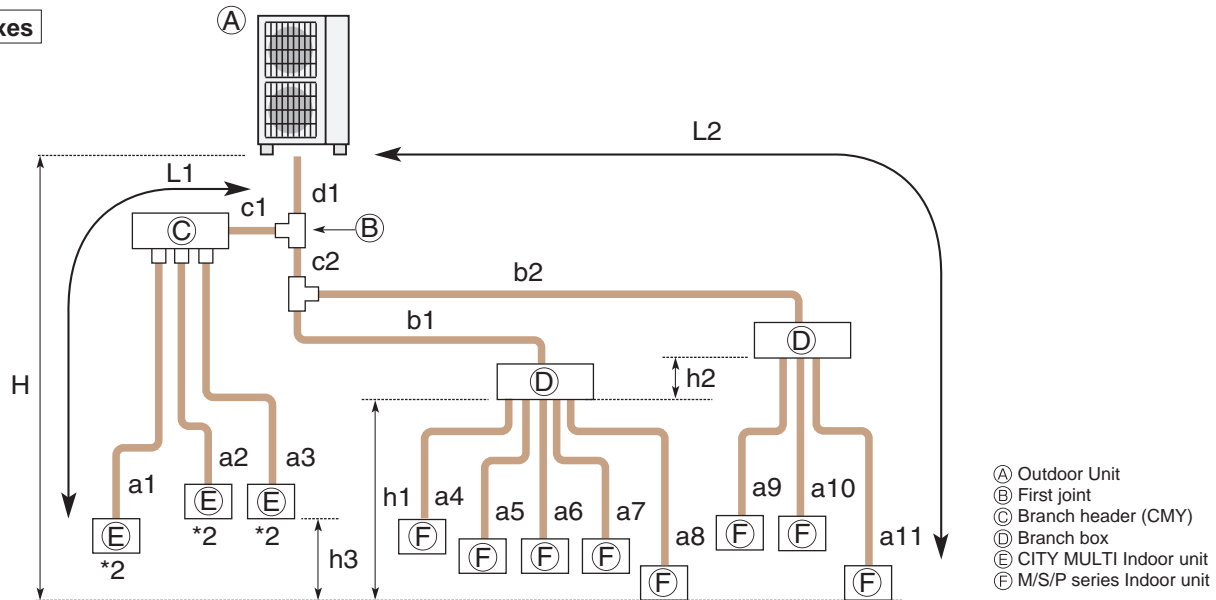 xes
Ⓐ
L2
L1
d1
c1
Ⓒ
Ⓑ
c2
b2
b1
Ⓓ
H
Ⓓ
h2
a1
a2
a3
h1
a4
a5
a6
a7
a8
a9
a10
a11
Ⓔ
Ⓔ
Ⓔ
*2
*2
*2
h3
Ⓕ
Ⓕ
Ⓕ
Ⓕ
Ⓕ
Ⓕ
Ⓕ
Ⓕ
Ⓐ Outdoor Unit
Ⓑ First joint
Ⓒ Branch header (CMY)
Ⓓ Branch box
Ⓔ CITY MULTI Indoor unit
Ⓕ M/S/P series Indoor unit